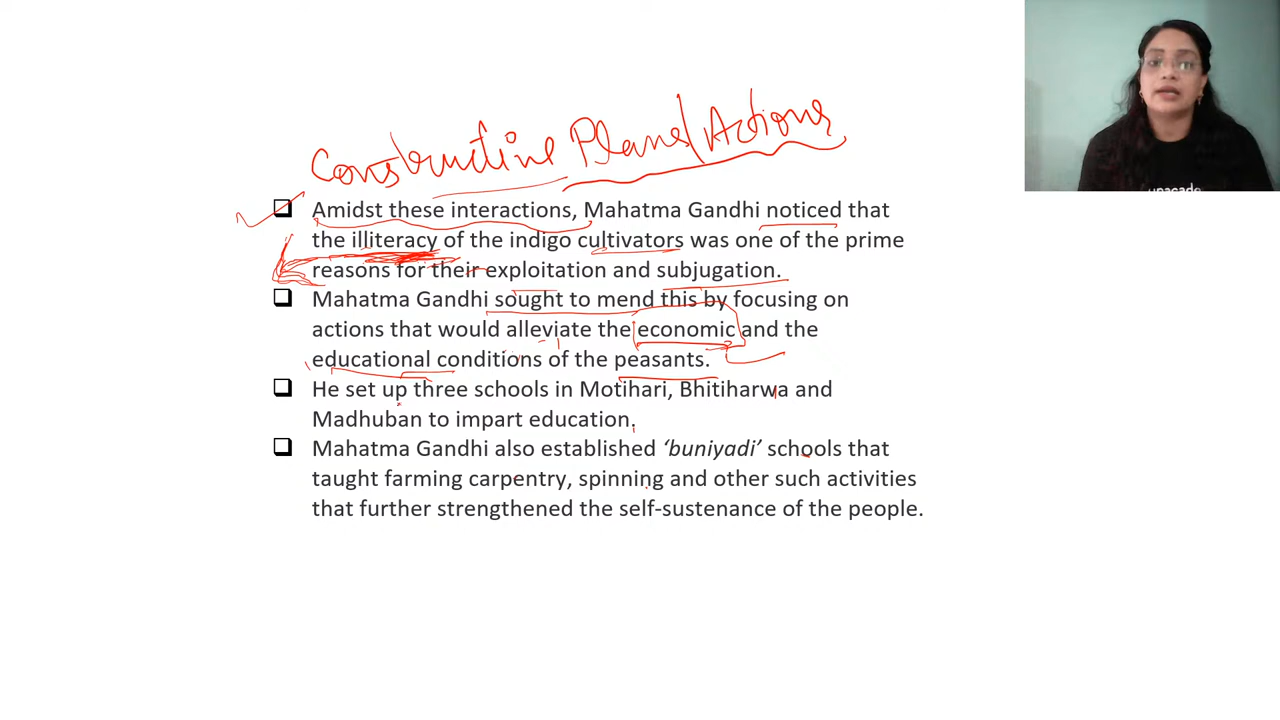 Constructive Plans/Actions
❑ Amidst these interactions, Mahatma Gandhi noticed that
the illiteracy of the indigo cultivators was one of the prime
reasons for their exploitation and subjugation.
❑ Mahatma Gandhi sought to mend this by focusing on
actions that would alleviate the economic and the
educational conditions of the peasants.
❑ He set up three schools in Motihari, Bhitiharwa and
Madhuban to impart education.
❑ Mahatma Gandhi also established ‘buniyadi’ schools that
taught farming carpentry, spinning and other such activities
that further strengthened the self-sustenance of the people.